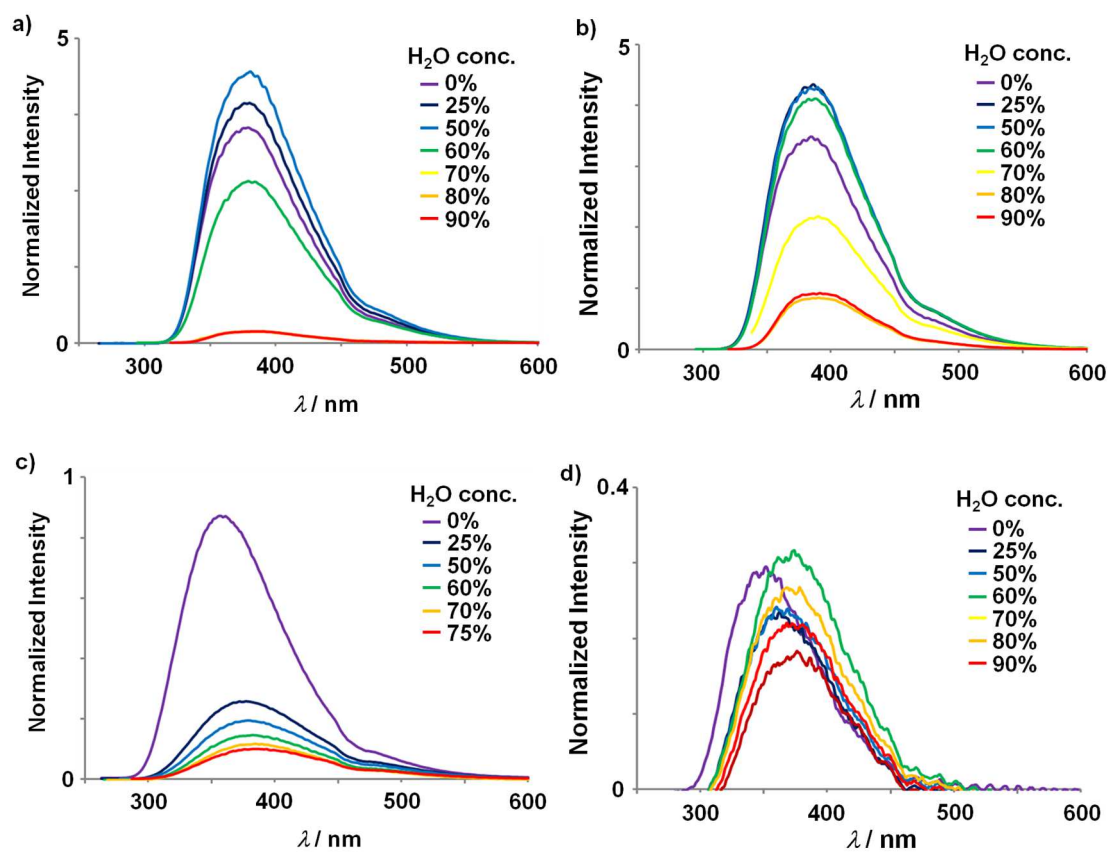 a)
5
Normalized Intensity
0
H₂O conc.
0%
25%
50%
60%
70%
80%
90%
300 400 500 600
λ / nm
b)
5
Normalized Intensity
0
H₂O conc.
0%
25%
50%
60%
70%
80%
90%
300 400 500 600
λ / nm
c)
1
Normalized Intensity
0
H₂O conc.
0%
25%
50%
60%
70%
75%
300 400 500 600
λ / nm
d)
0.4
Normalized Intensity
0
H₂O conc.
0%
25%
50%
60%
70%
80%
90%
300 400 500 600
λ / nm